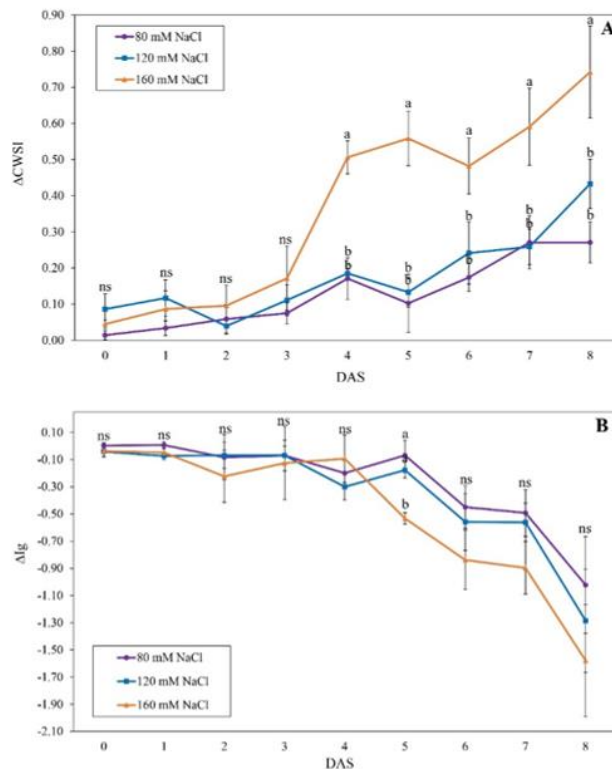 A
80 mM NaCl
120 mM NaCl
160 mM NaCl
ΔCWSI
0.90
0.80
0.70
0.60
0.50
0.40
0.30
0.20
0.10
0.00
ns
ns
ns
ns
a
b
b
a
b
b
a
b
b
a
b
b
a
b
b
0 1 2 3 4 5 6 7 8
DAS
B
ΔIg
0.10
-0.10
-0.30
-0.50
-0.70
-0.90
-1.10
-1.30
-1.50
-1.70
-1.90
-2.10
ns
ns
ns
ns
ns
a
a
b
ns
ns
ns
80 mM NaCl
120 mM NaCl
160 mM NaCl
0 1 2 3 4 5 6 7 8
DAS